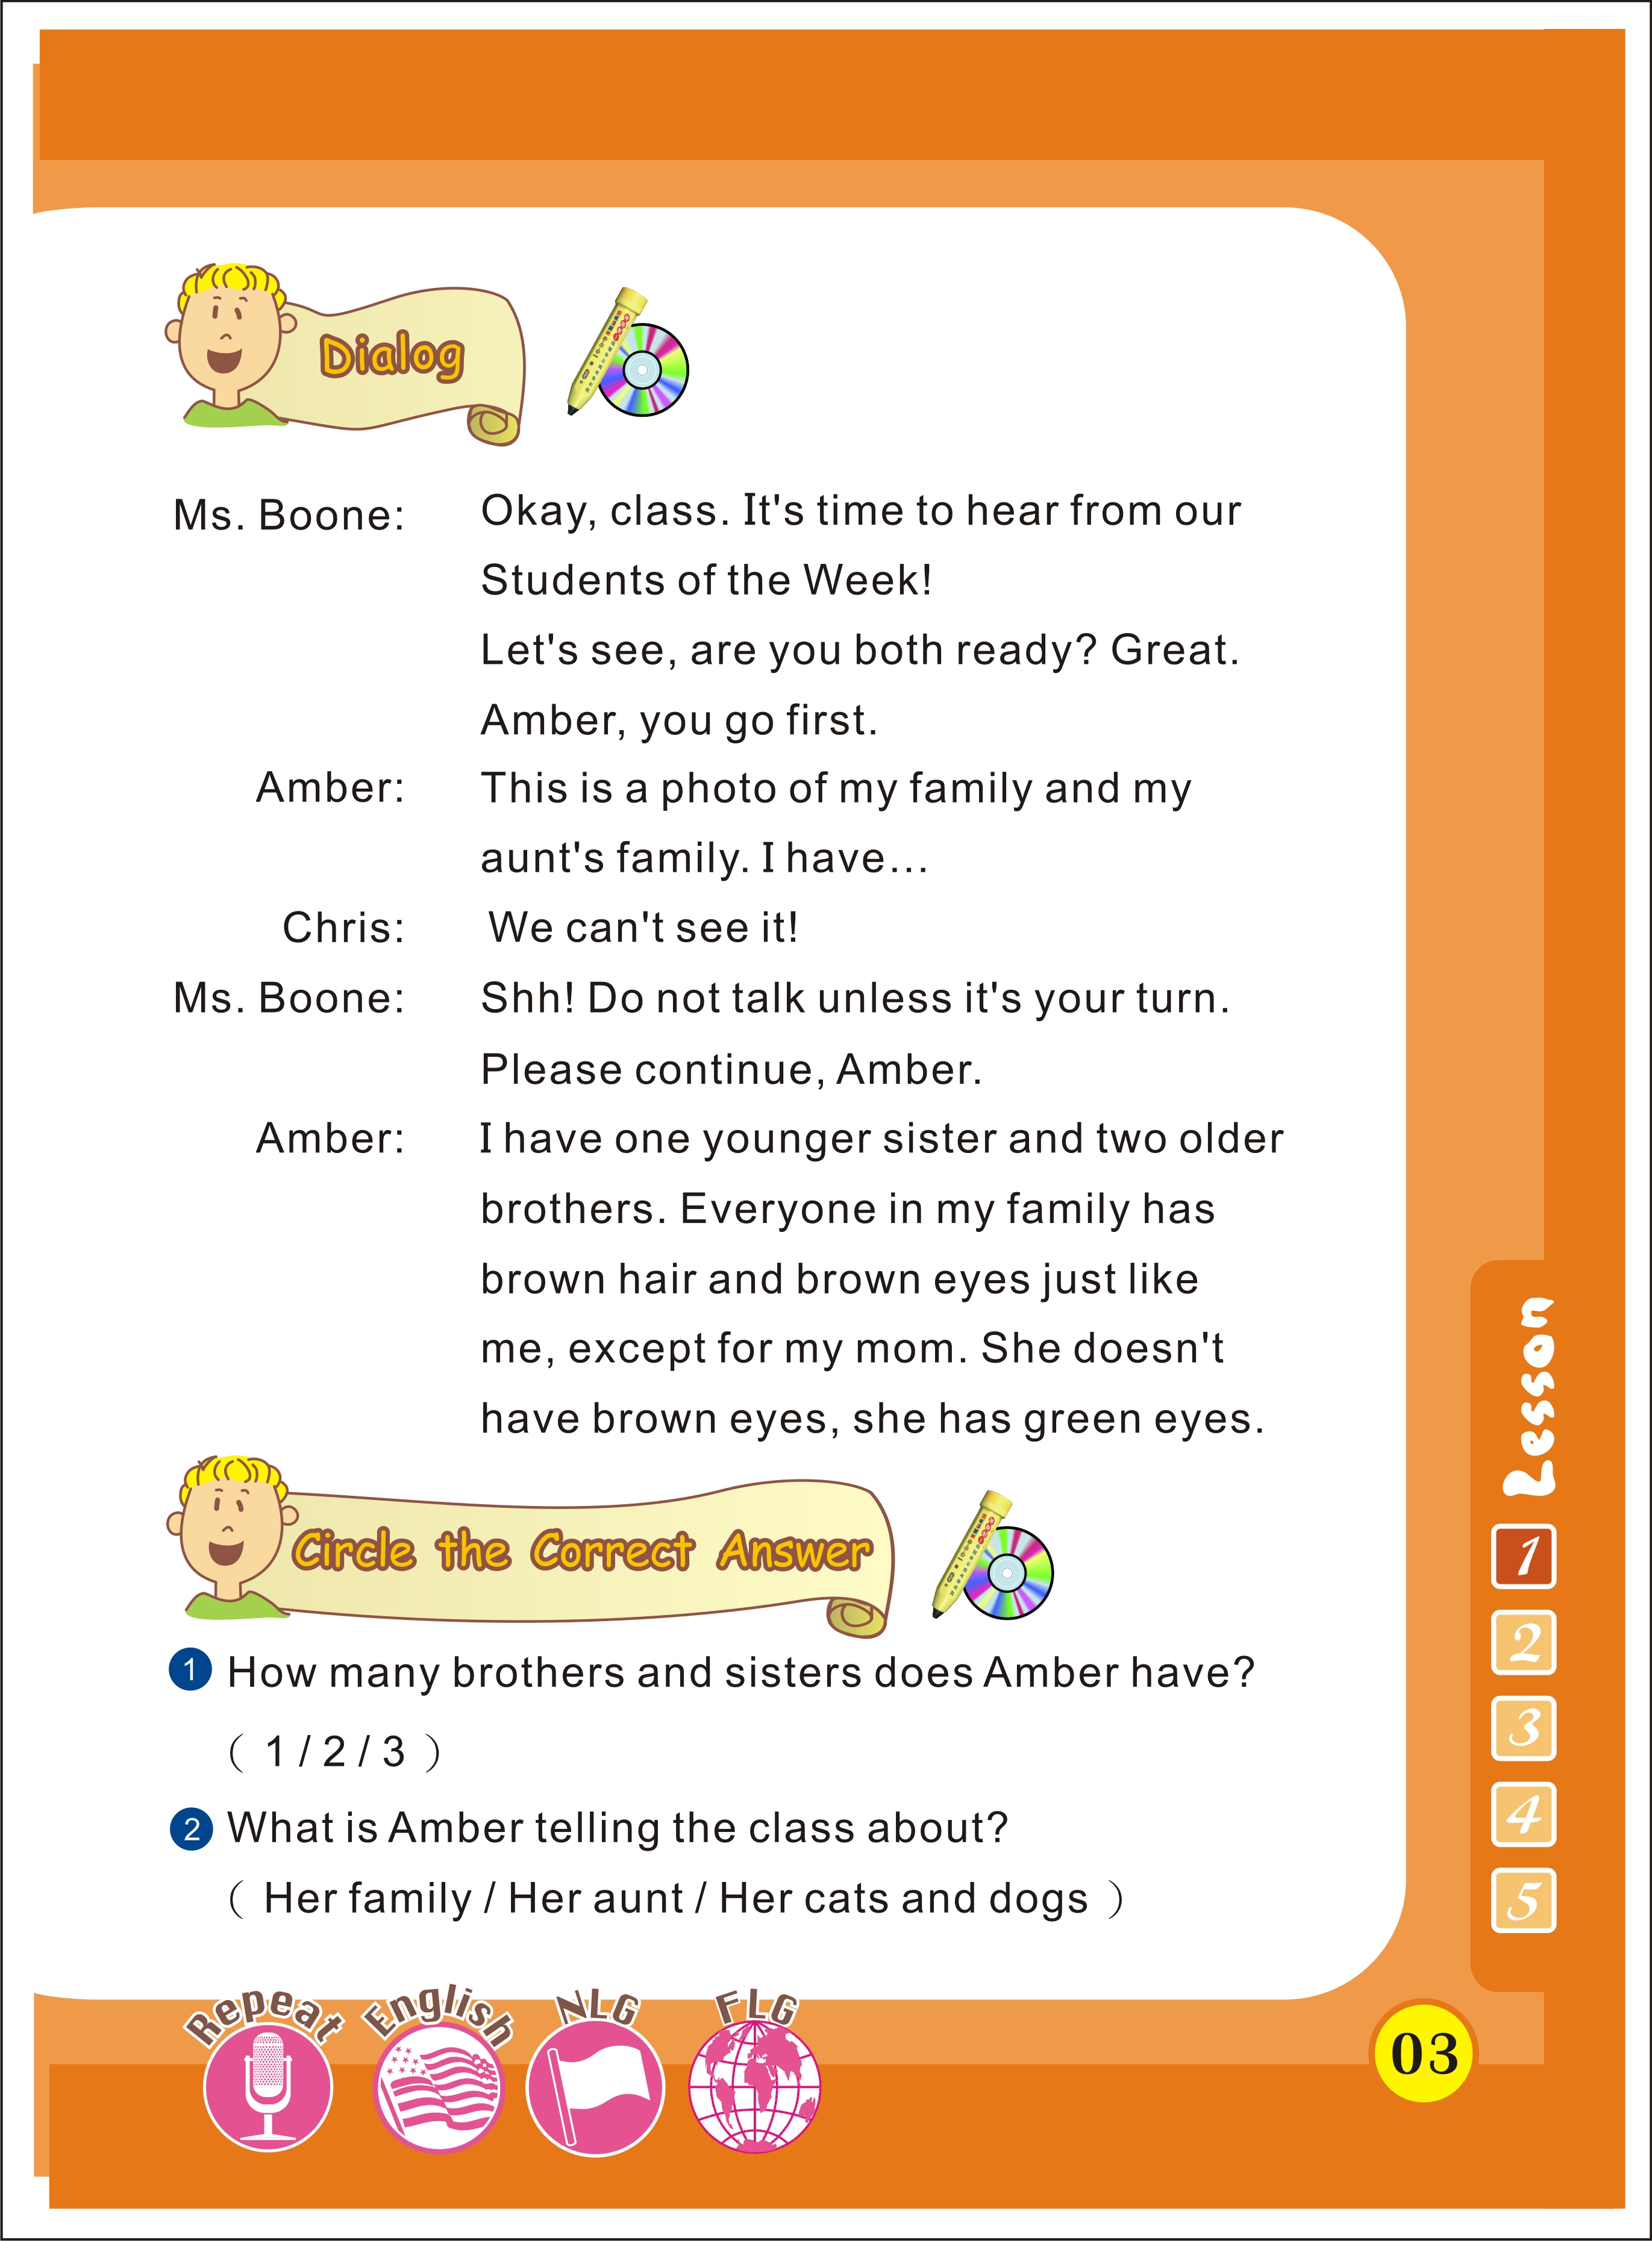 Dialog
Ms. Boone: Okay, class. It's time to hear from our
Students of the Week!
Let's see, are you both ready? Great.
Amber, you go first.
Amber: This is a photo of my family and my
aunt's family. I have...
Chris: We can't see it!
Ms. Boone: Shh! Do not talk unless it's your turn.
Please continue, Amber.
Amber: I have one younger sister and two older
brothers. Everyone in my family has
brown hair and brown eyes just like
me, except for my mom. She doesn't
have brown eyes, she has green eyes.
Circle the Correct Answer
1 How many brothers and sisters does Amber have?
( 1 / 2 / 3 )
2 What is Amber telling the class about?
( Her family / Her aunt / Her cats and dogs )
Lesson
1
2
3
4
5
Repeat English NLG FLG
03